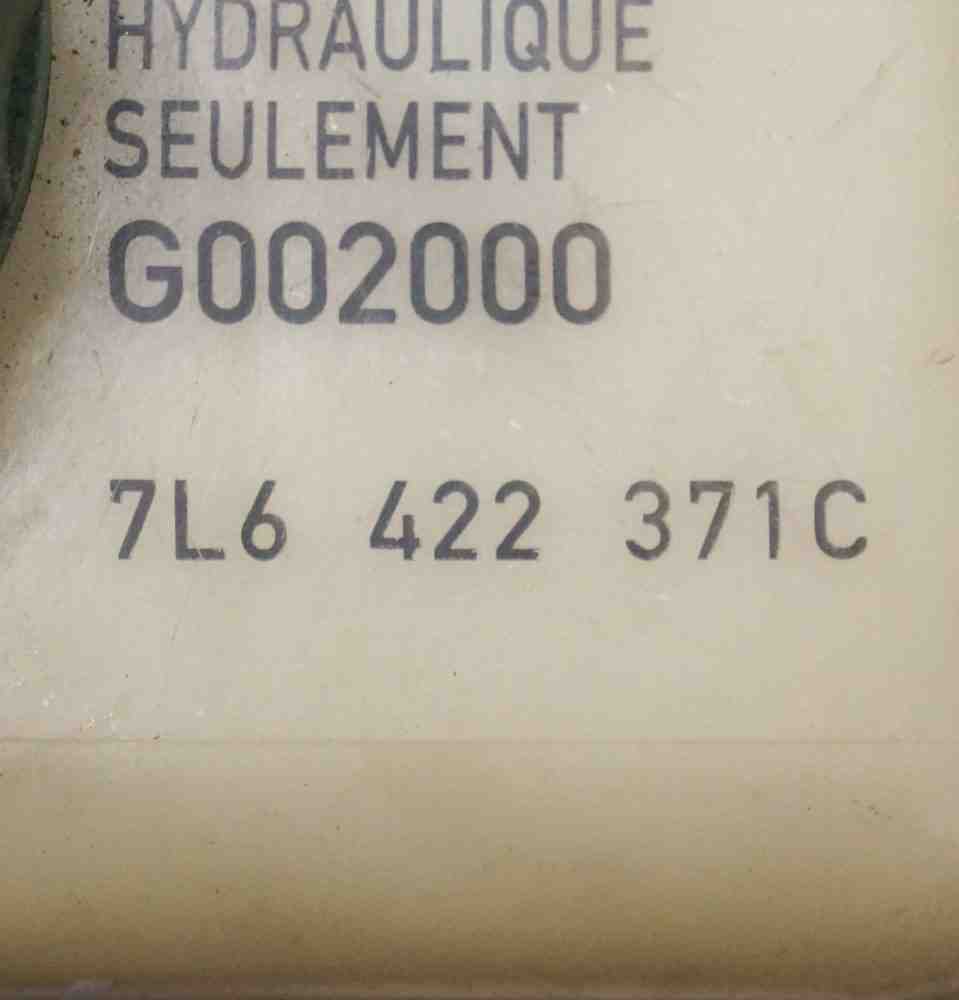 HYDRAULIQUE
SEULEMENT
G002000
7L6 422 371C